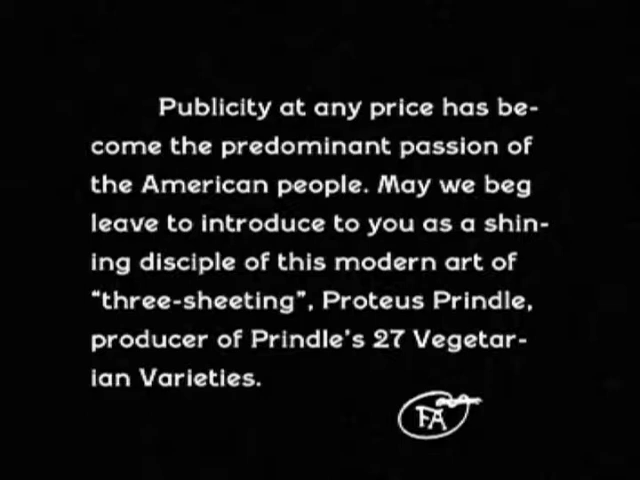 Publicity at any price has be-
come the predominant passion of
the American people. May we beg
leave to introduce to you as a shin-
ing disciple of this modern art of
"three-sheeting", Proteus Prindle,
producer of Prindle's 27 Vegetar-
ian Varieties.
FA